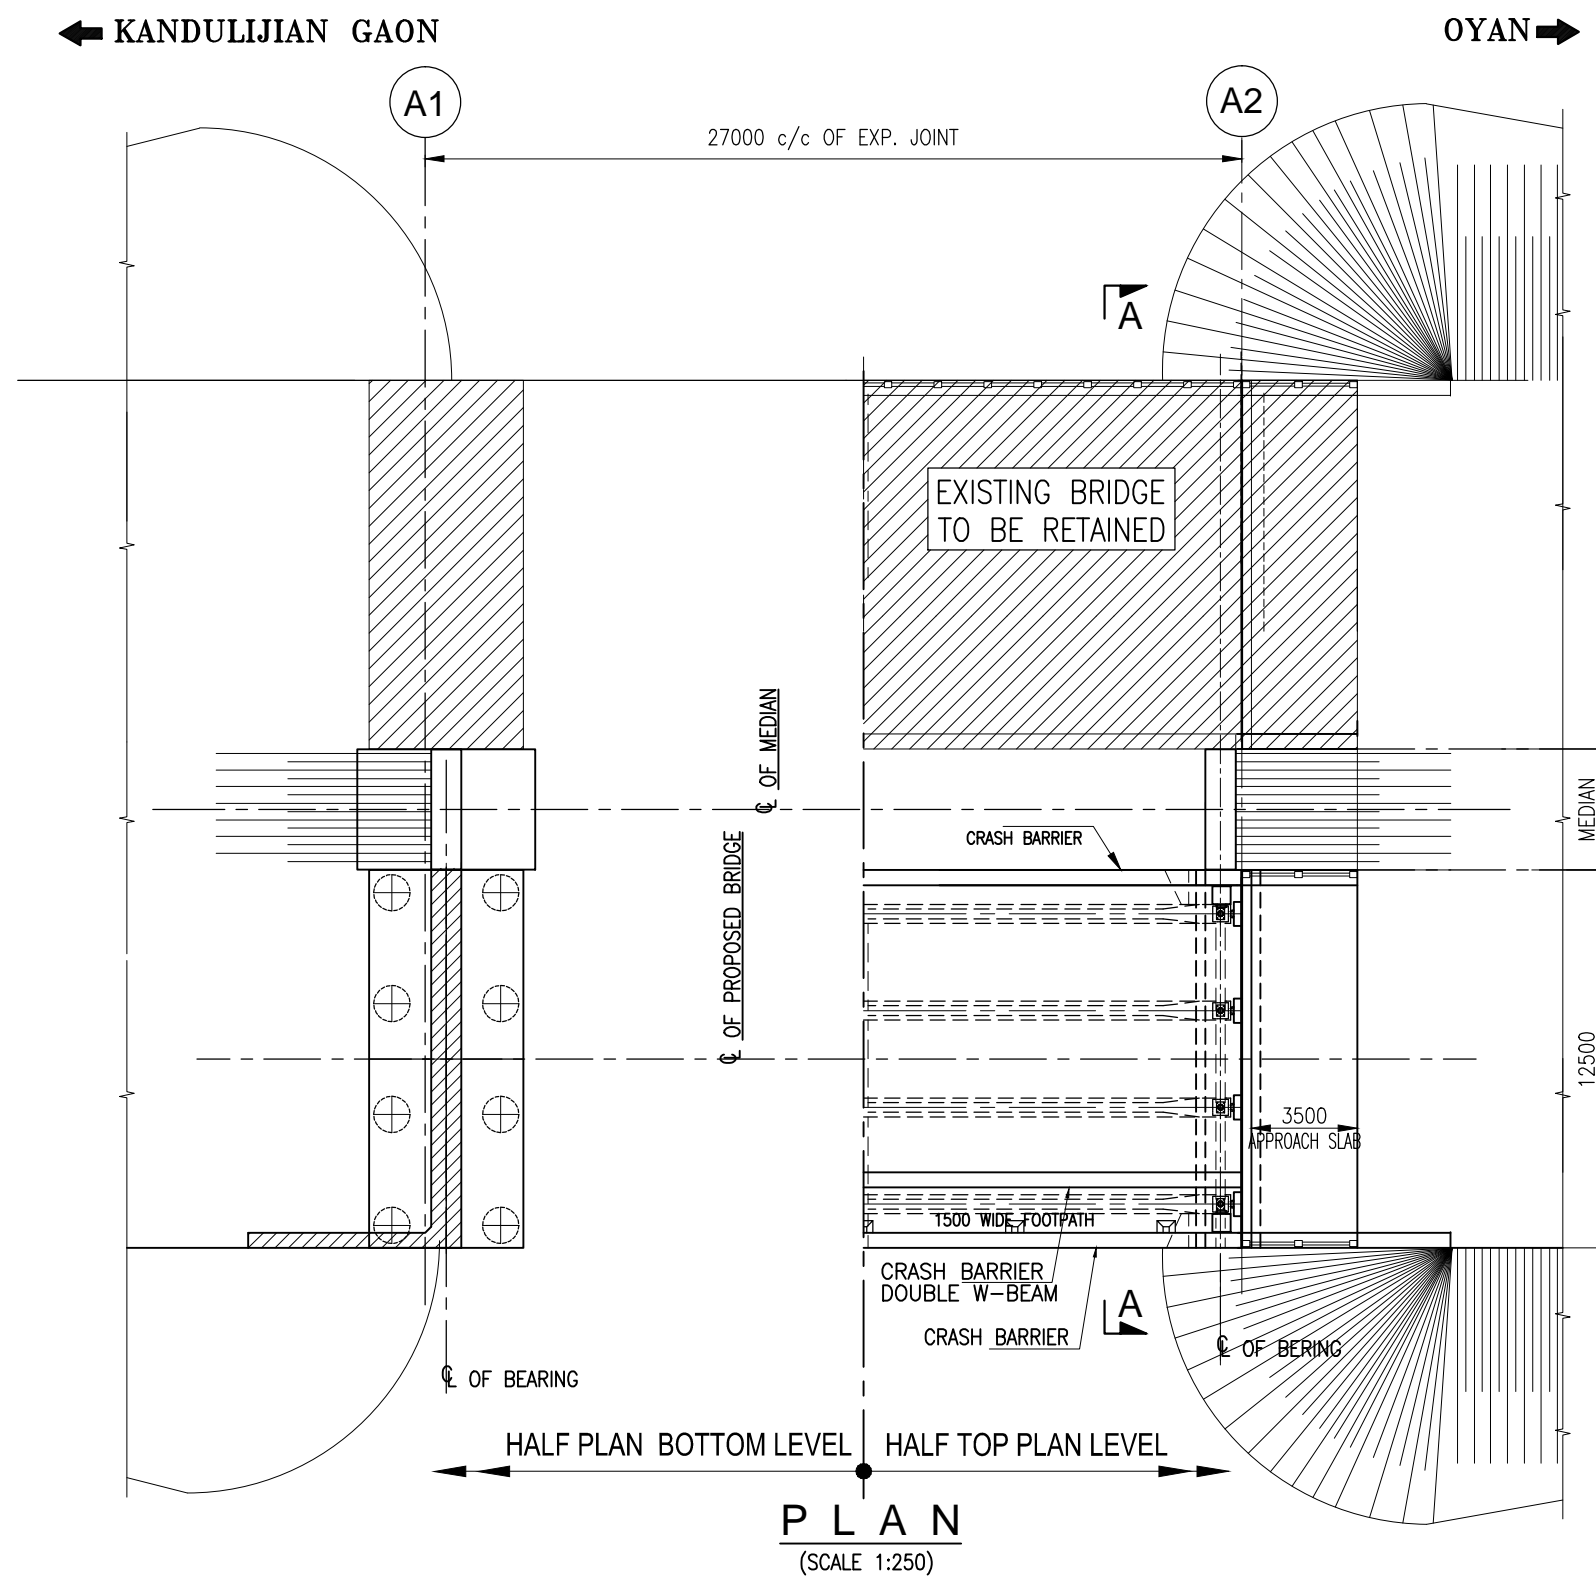 KANDULIJIAN GAON
OYAN
A1
A2
27000 c/c OF EXP. JOINT
A
EXISTING BRIDGE
TO BE RETAINED
℄ OF MEDIAN
MEDIAN
CRASH BARRIER
℄ OF PROPOSED BRIDGE
12500
3500
APPROACH SLAB
1500 WIDE FOOTPATH
CRASH BARRIER
DOUBLE W-BEAM
A
CRASH BARRIER
℄ OF BERING
℄ OF BEARING
HALF PLAN BOTTOM LEVEL
HALF TOP PLAN LEVEL
PLAN
(SCALE 1:250)